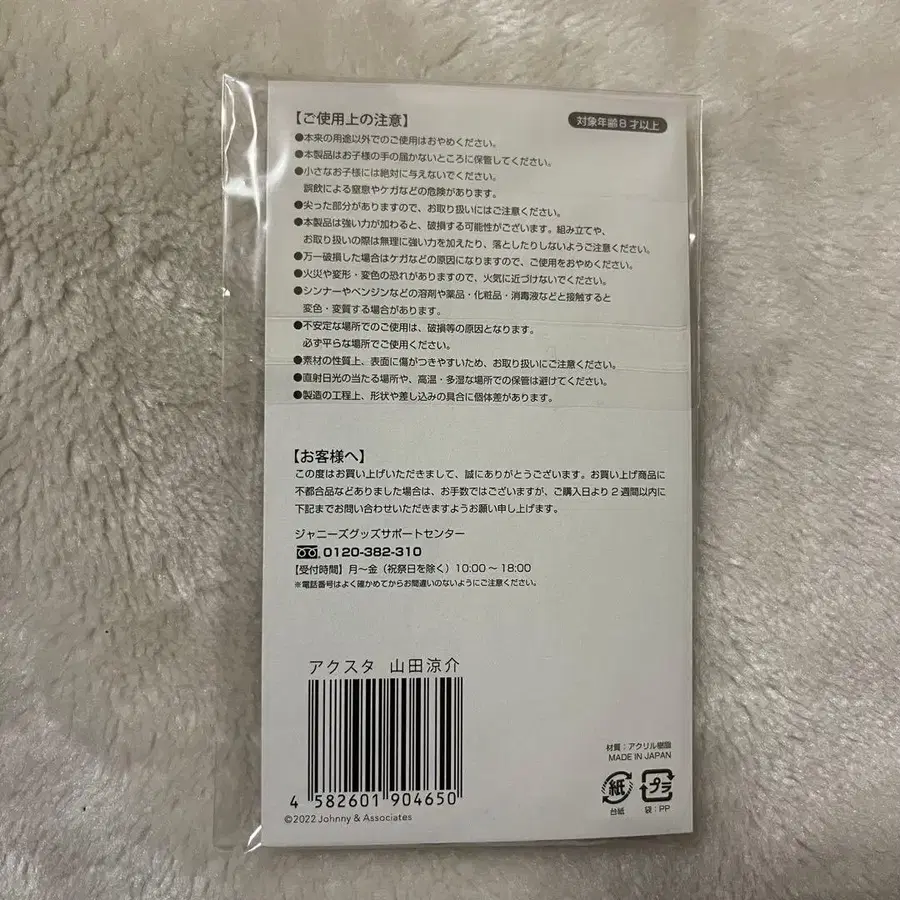 【ご使用上の注意】
対象年齢8才以上
●本来の用途以外でのご使用はおやめください。
●本製品はお子様の手の届かないところに保管してください。
●小さなお子様には絶対に与えないでください。
誤飲による窒息やケガなどの危険があります。
●尖った部分がありますので、お取り扱いにはご注意ください。
●本製品は強い力が加わると、破損する可能性がございます。組み立てや、
お取り扱いの際は無理に強い力を加えたり、落としたりしないようご注意ください。
●万一破損した場合はケガなどの原因になりますので、ご使用をおやめください。
●火災や変形・変色の恐れがありますので、火気に近づけないでください。
●シンナーやベンジンなどの溶剤や薬品・化粧品・消毒液などと接触すると
変色・変質する場合があります。
●不安定な場所でのご使用は、破損等の原因となります。
必ず平らな場所でご使用ください。
●素材の性質上、表面に傷がつきやすいため、お取り扱いにご注意ください。
●直射日光の当たる場所や、高温・多湿な場所での保管は避けてください。
●製造の工程上、形状や差し込みの具合に個体差があります。
【お客様へ】
この度はお買い上げいただきまして、誠にありがとうございます。お買い上げ商品に
不都合品などありました場合は、お手数ではございますが、ご購入日より2週間以内に
下記までお問い合わせいただきますようお願い申し上げます。
ジャニーズグッズサポートセンター
0120-382-310
【受付時間】月～金(祝祭日を除く)10:00～18:00
※電話番号はよく確かめてからお間違いのないようにご注意ください。
アクスタ 山田涼介
4 582601 904650
©2022 Johnny & Associates
材質:アクリル樹脂
MADE IN JAPAN
紙 プラ
台紙 袋:PP